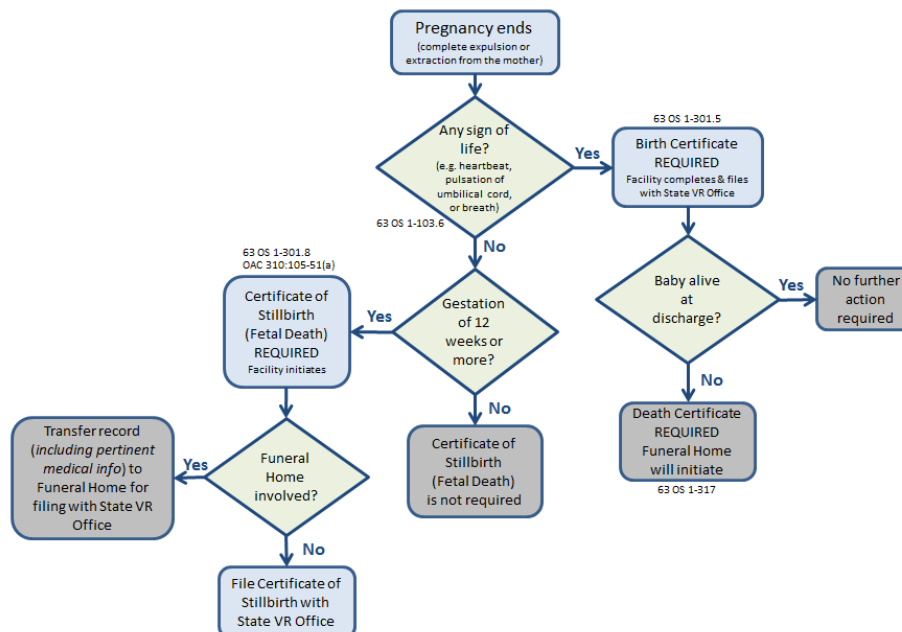 Pregnancy ends
(complete expulsion or
extraction from the mother)
Any sign of
life?
(e.g. heartbeat,
pulsation of
umbilical cord,
or breath)
63 OS 1-103.6
Yes
63 OS 1-301.5
Birth Certificate
REQUIRED
Facility completes & files
with State VR Office
No
Baby alive
at
discharge?
Yes
No further
action
required
No
Death Certificate
REQUIRED
Funeral Home
will initiate
63 OS 1-317
Gestation
of 12
weeks or
more?
Yes
63 OS 1-301.8
OAC 310:105-51(a)
Certificate of
Stillbirth
(Fetal Death)
REQUIRED
Facility initiates
No
Certificate of
Stillbirth
(Fetal Death)
is not required
Funeral
Home
involved?
Yes
Transfer record
(including pertinent
medical info) to
Funeral Home for
filing with State VR
Office
No
File Certificate of
Stillbirth with
State VR Office